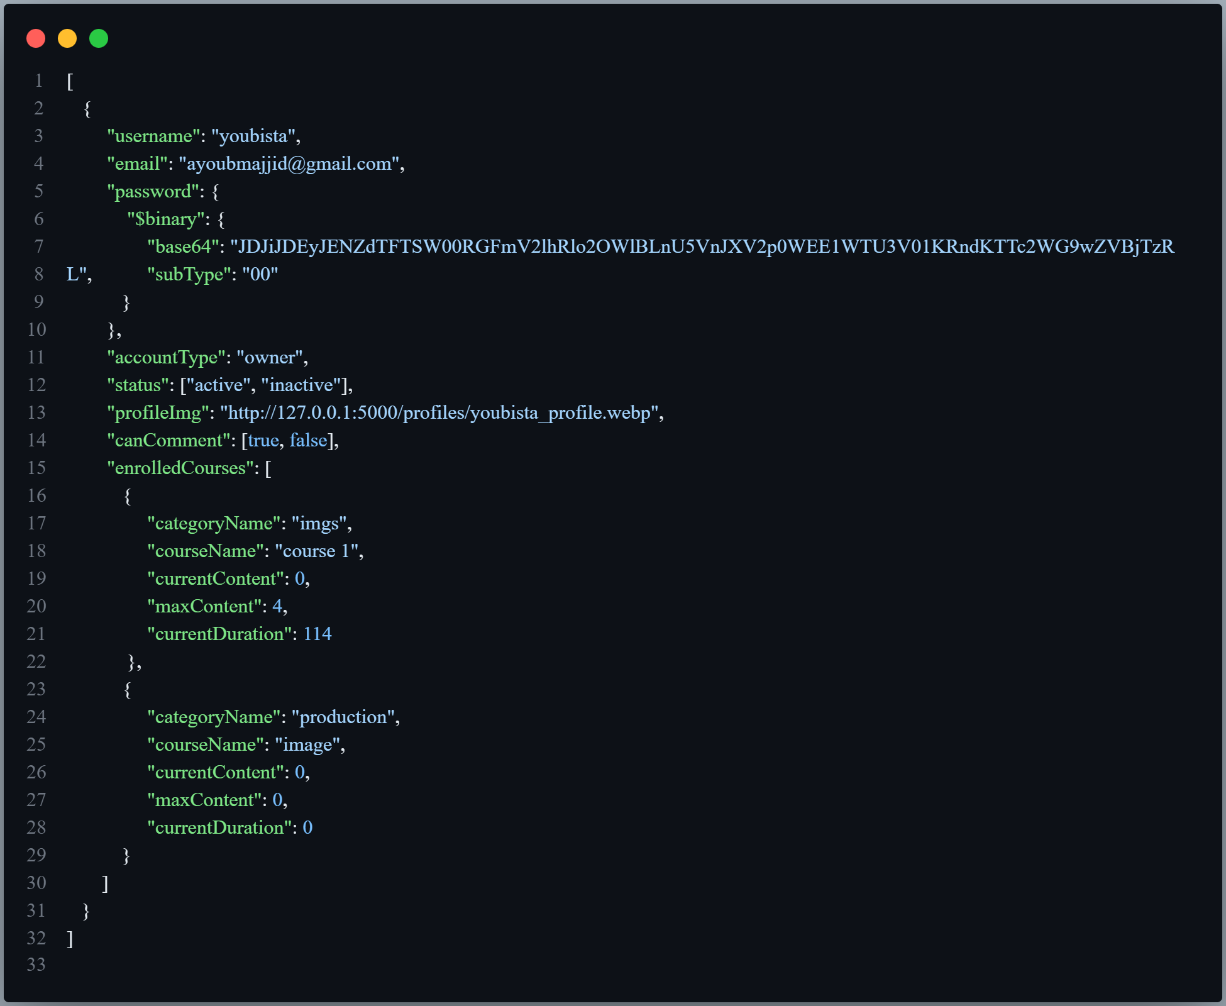 1 [
2 {
3 "username": "youbista",
4 "email": "ayoubmajjid@gmail.com",
5 "password": {
6 "$binary": {
7 "base64": "JDJiJDEyJENZdTFTSW00RGFmV2lhRlo2OWlBLnU5VnJXV2p0WEE1WTU3V01KRndKTTc2WG9wZVBjTzR
8 L", "subType": "00"
9 }
10 },
11 "accountType": "owner",
12 "status": ["active", "inactive"],
13 "profileImg": "http://127.0.0.1:5000/profiles/youbista_profile.webp",
14 "canComment": [true, false],
15 "enrolledCourses": [
16 {
17 "categoryName": "imgs",
18 "courseName": "course 1",
19 "currentContent": 0,
20 "maxContent": 4,
21 "currentDuration": 114
22 },
23 {
24 "categoryName": "production",
25 "courseName": "image",
26 "currentContent": 0,
27 "maxContent": 0,
28 "currentDuration": 0
29 }
30 ]
31 }
32 ]
33